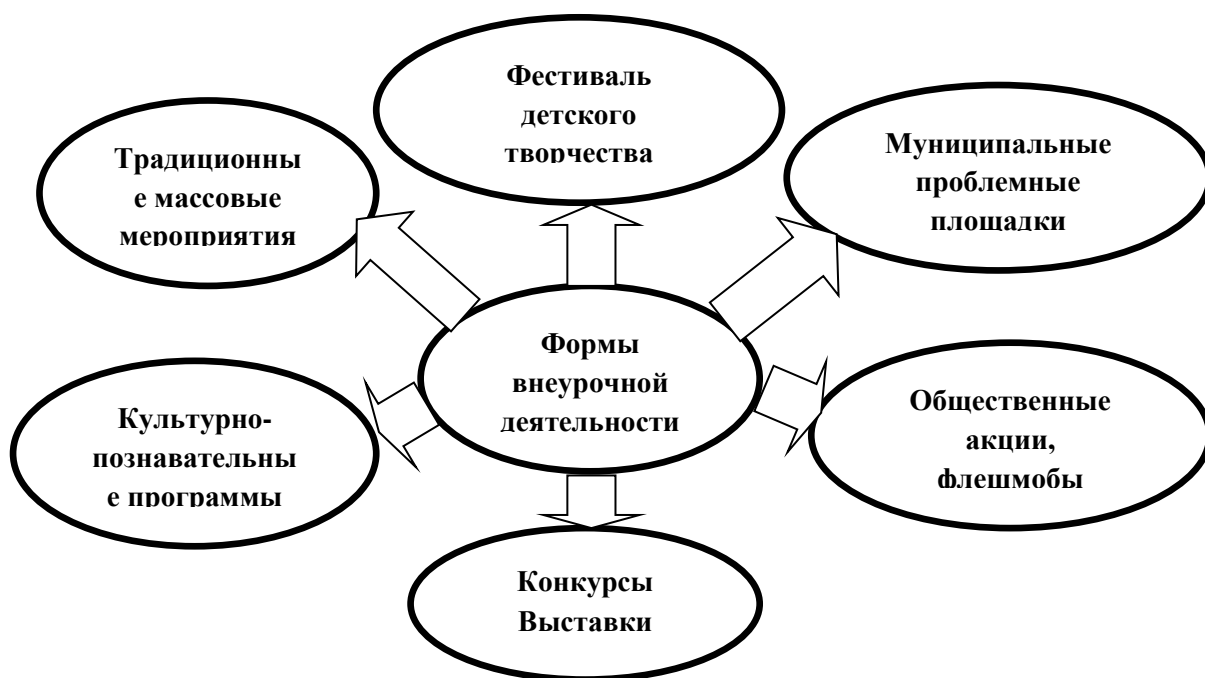 Фестиваль
детского
творчества
Традиционны
е массовые
мероприятия
Муниципальные
проблемные
площадки
Формы
внеурочной
деятельности
Культурно-
познавательны
е программы
Общественные
акции,
флешмобы
Конкурсы
Выставки